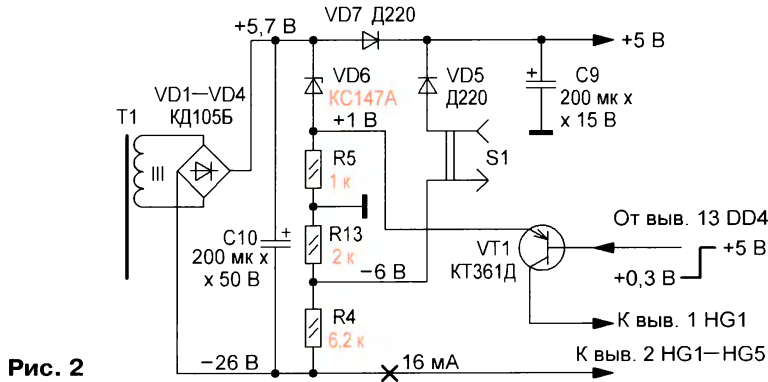 VD7 Д220
+5,7 В
+5 В
VD1—VD4
КД105Б
VD6
КС147А
VD5
Д220
C9
200 мк x
x 15 В
+
T1
III
+1 В
R5
1 к
S1
C10
+
200 мк x
x 50 В
R13
2 к
−6 В
VT1
КТ361Д
От выв. 13 DD4
+5 В
+0,3 В
R4
6,2 к
К выв. 1 HG1
К выв. 2 HG1—HG5
Рис. 2
−26 В
16 мА